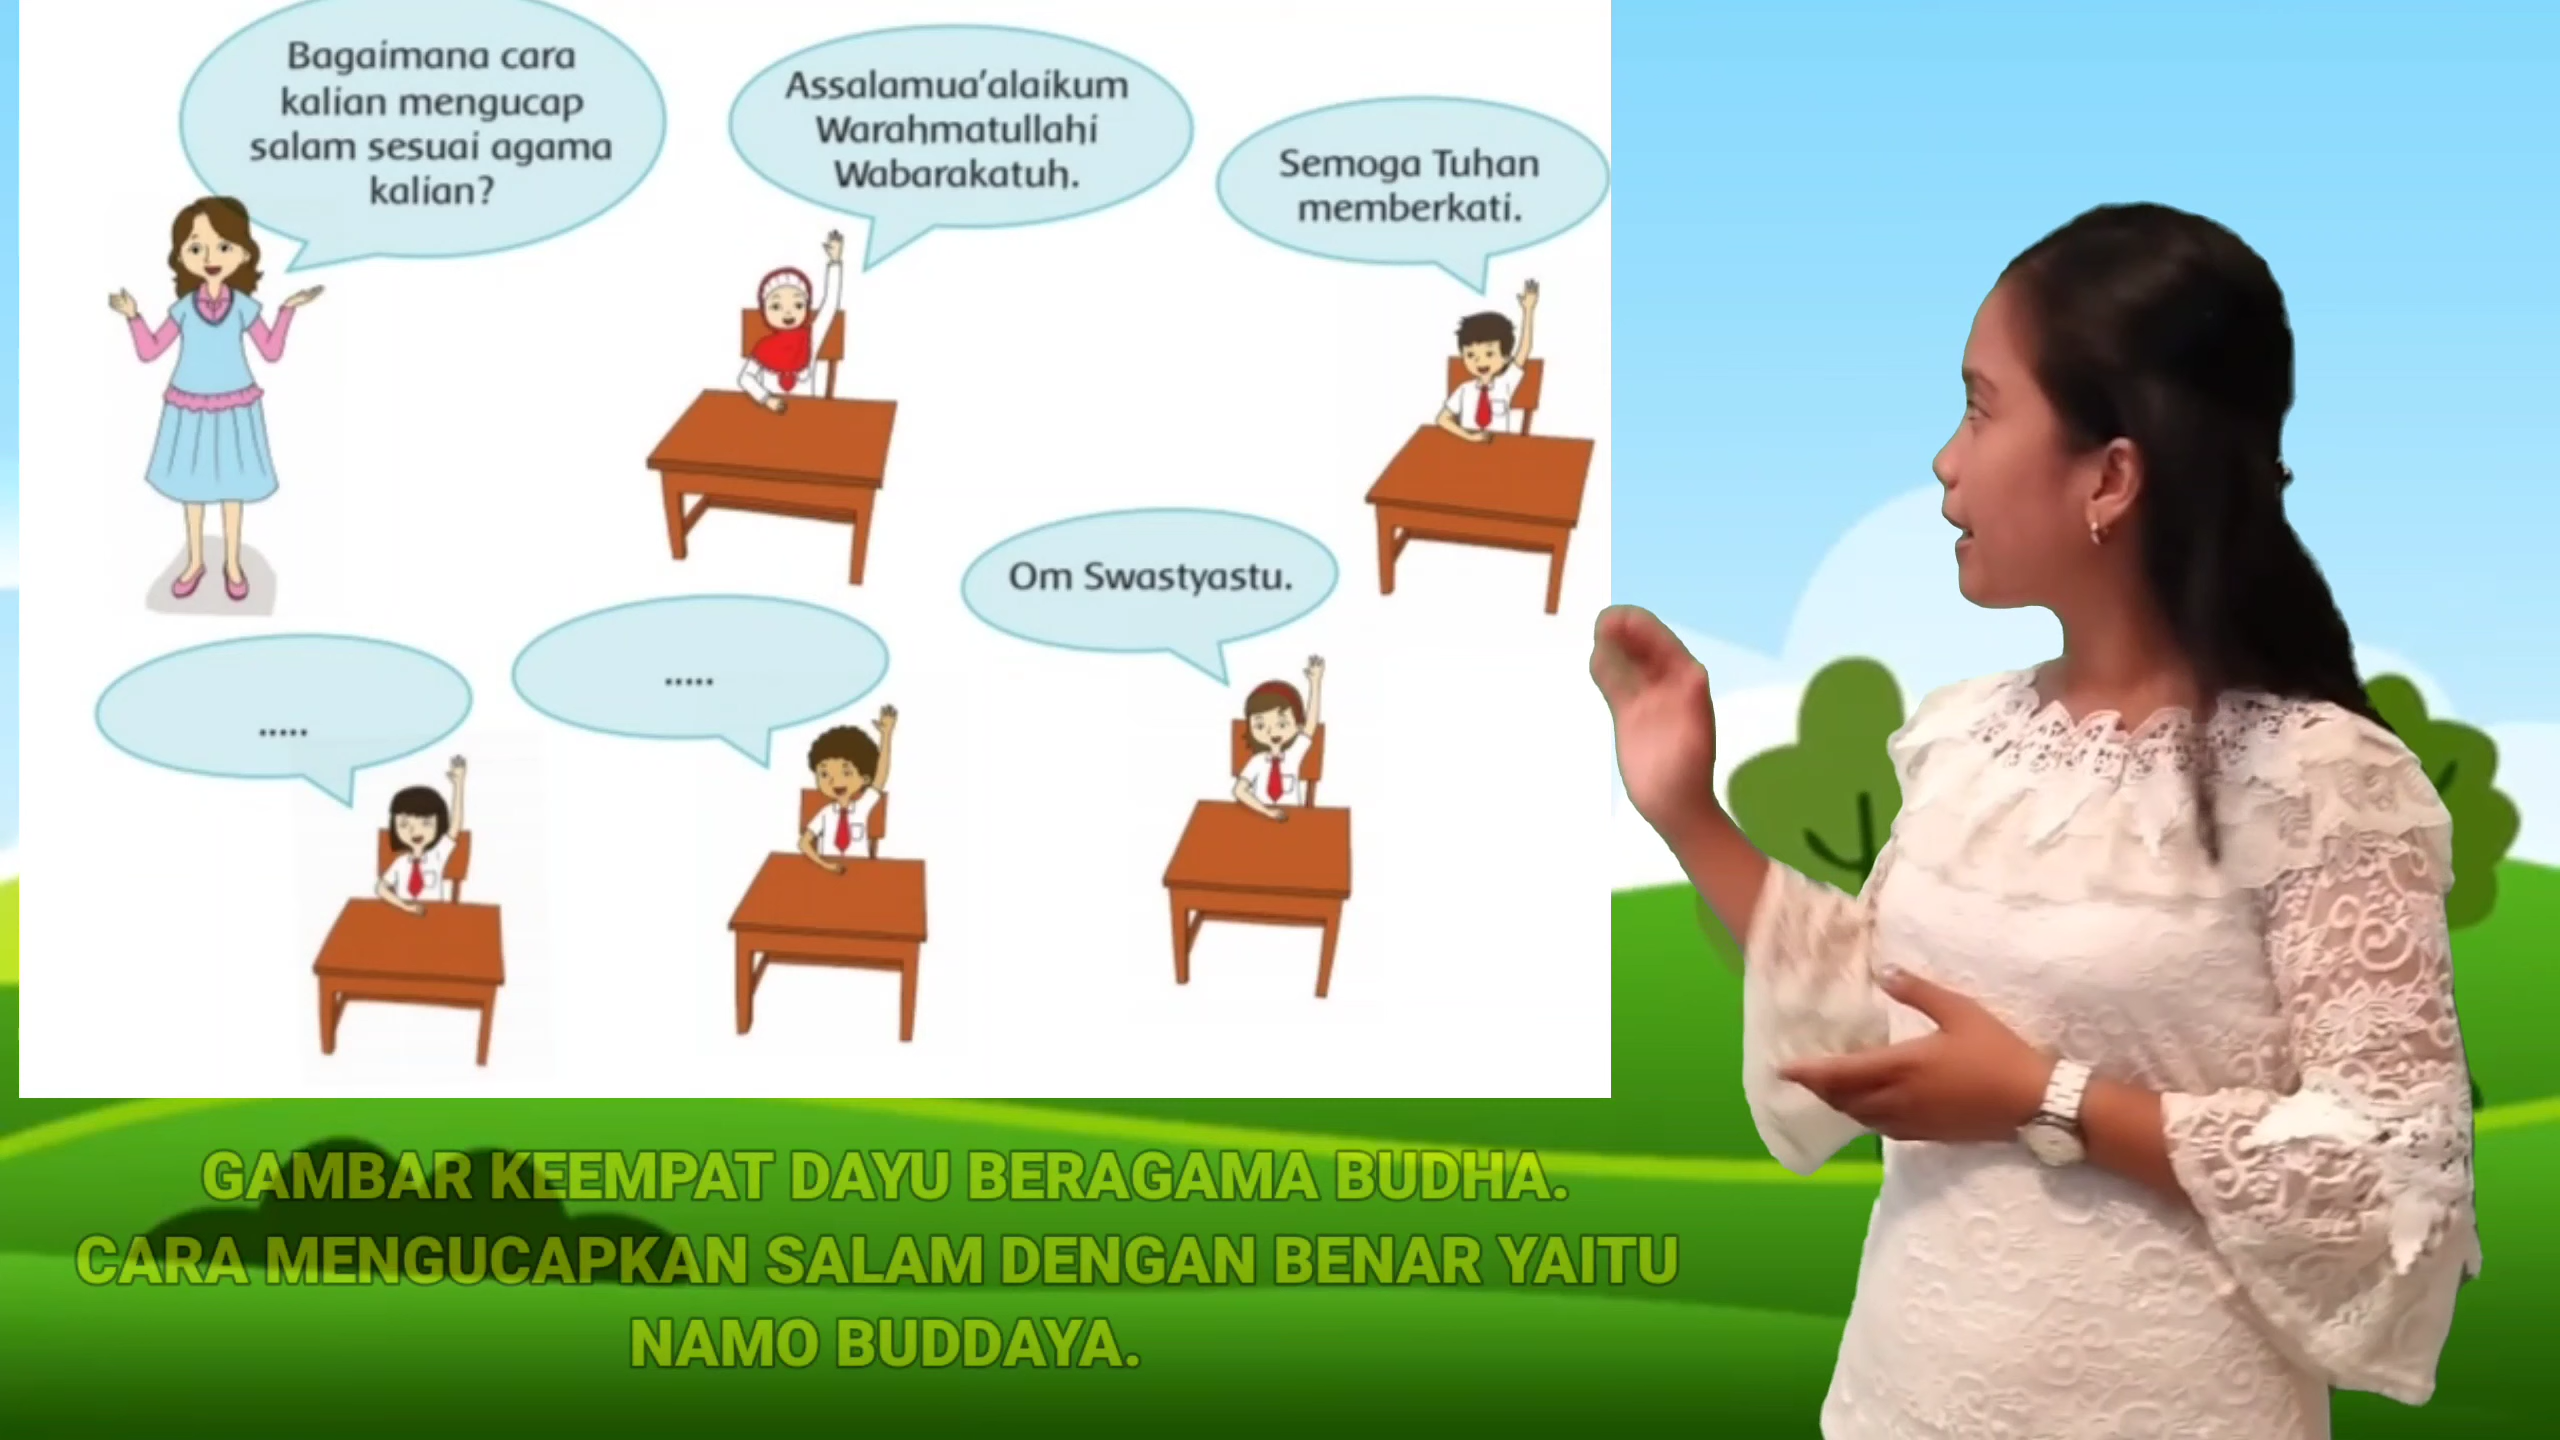 Bagaimana cara
kalian mengucap
salam sesuai agama
kalian?
Assalamua'alaikum
Warahmatullahi
Wabarakatuh.
Semoga Tuhan
memberkati.
Om Swastyastu.
.....
.....
GAMBAR KEEMPAT DAYU BERAGAMA BUDHA.
CARA MENGUCAPKAN SALAM DENGAN BENAR YAITU
NAMO BUDDAYA.